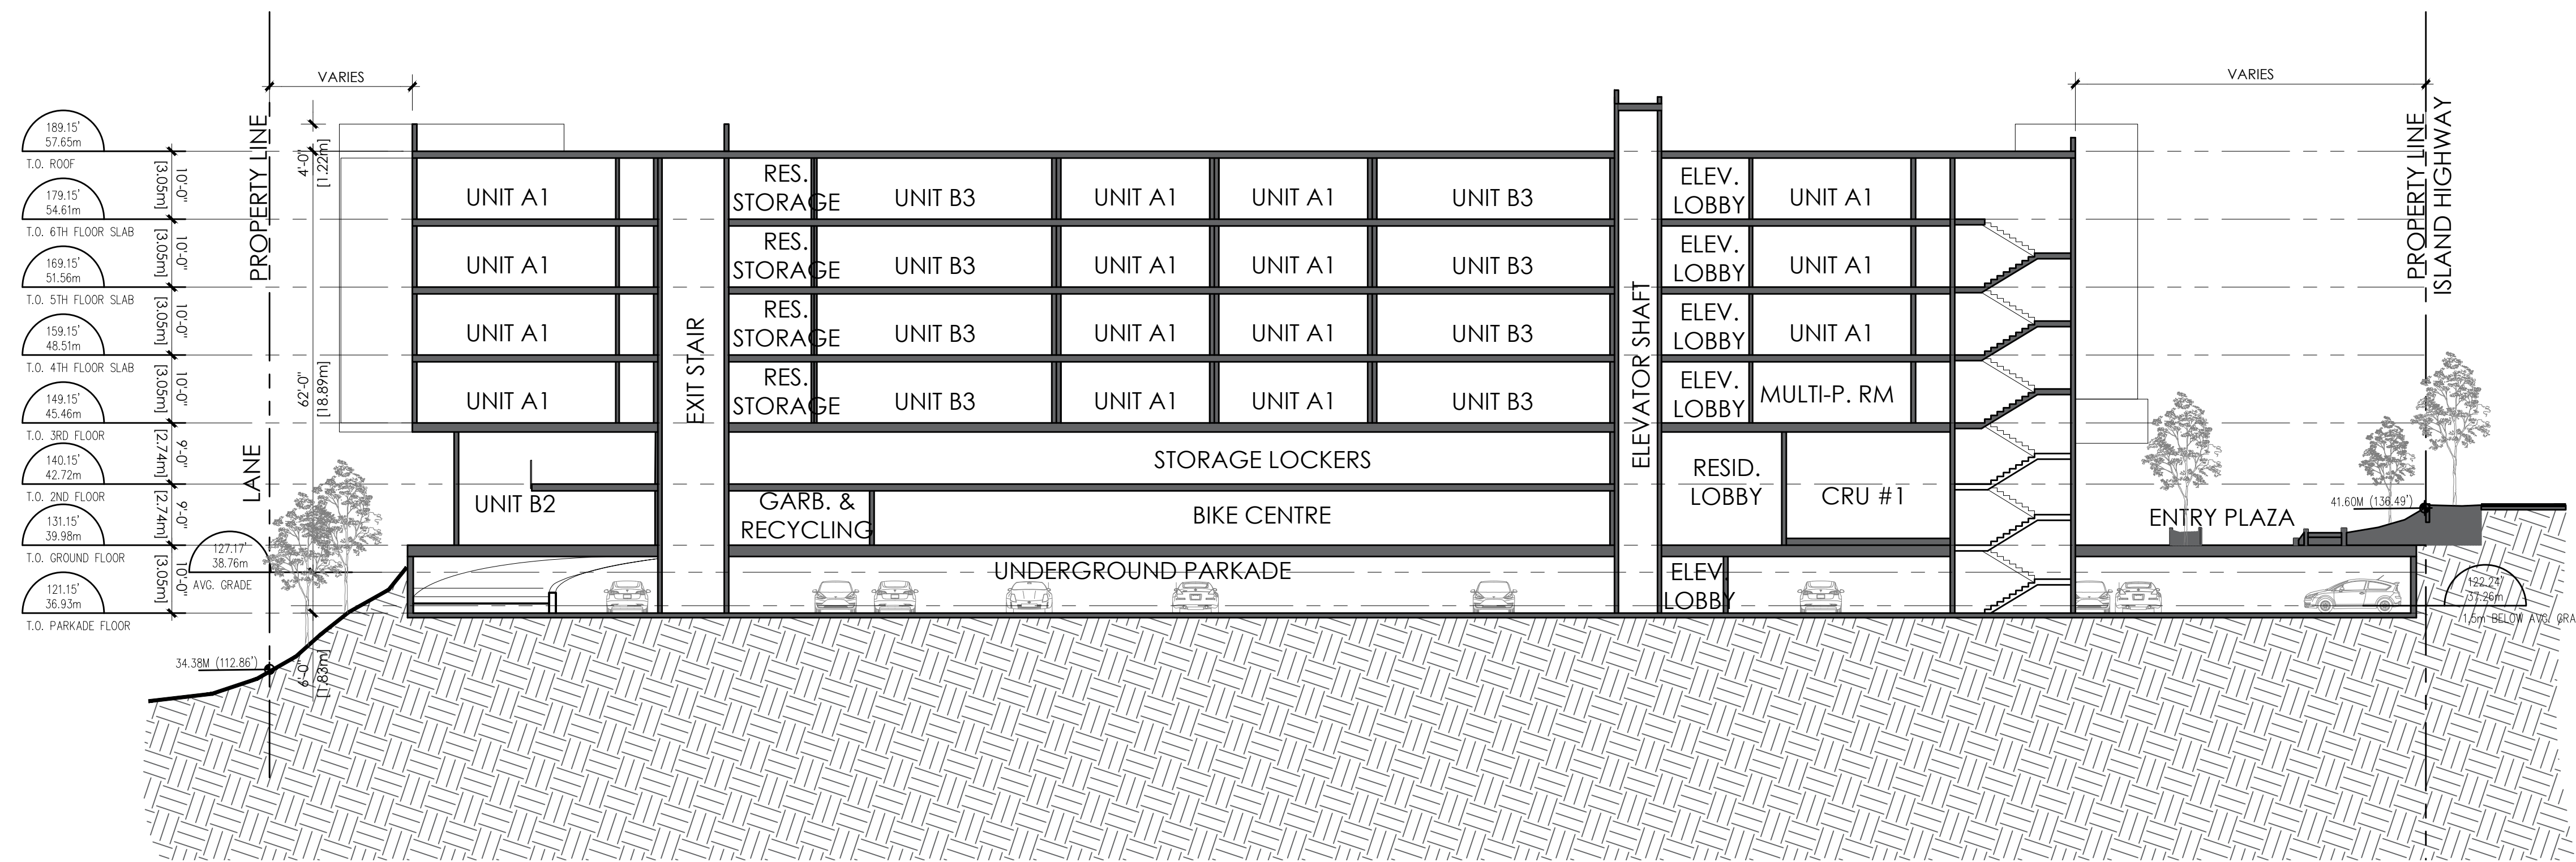 VARIES
VARIES
189.15'
57.65m
T.O. ROOF
179.15'
54.61m
T.O. 6TH FLOOR SLAB
169.15'
51.56m
T.O. 5TH FLOOR SLAB
159.15'
48.51m
T.O. 4TH FLOOR SLAB
149.15'
45.46m
T.O. 3RD FLOOR
140.15'
42.72m
T.O. 2ND FLOOR
131.15'
39.98m
T.O. GROUND FLOOR
127.17'
38.76m
AVG. GRADE
121.15'
36.93m
T.O. PARKADE FLOOR
34.38M (112.86')
10'-0"
[3.05m]
10'-0"
[3.05m]
10'-0"
[3.05m]
10'-0"
[3.05m]
9'-0"
[2.74m]
9'-0"
[2.74m]
10'-0"
[3.05m]
PROPERTY LINE
LANE
4'-0"
[1.22m]
62'-0"
[18.89m]
6'-0"
[1.83m]
UNIT A1
RES.
STORAGE
UNIT B3
UNIT A1
UNIT A1
UNIT B3
ELEV.
LOBBY
UNIT A1
UNIT A1
RES.
STORAGE
UNIT B3
UNIT A1
UNIT A1
UNIT B3
ELEV.
LOBBY
UNIT A1
UNIT A1
RES.
STORAGE
UNIT B3
UNIT A1
UNIT A1
UNIT B3
ELEV.
LOBBY
UNIT A1
UNIT A1
RES.
STORAGE
UNIT B3
UNIT A1
UNIT A1
UNIT B3
ELEV.
LOBBY
MULTI-P. RM
EXIT STAIR
ELEVATOR SHAFT
STORAGE LOCKERS
RESID.
LOBBY
UNIT B2
GARB. &
RECYCLING
BIKE CENTRE
CRU #1
ENTRY PLAZA
UNDERGROUND PARKADE
ELEV.
LOBBY
PROPERTY LINE
ISLAND HIGHWAY
41.60M (136.49')
122.24'
37.26m
1.5m BELOW AVG. GRA